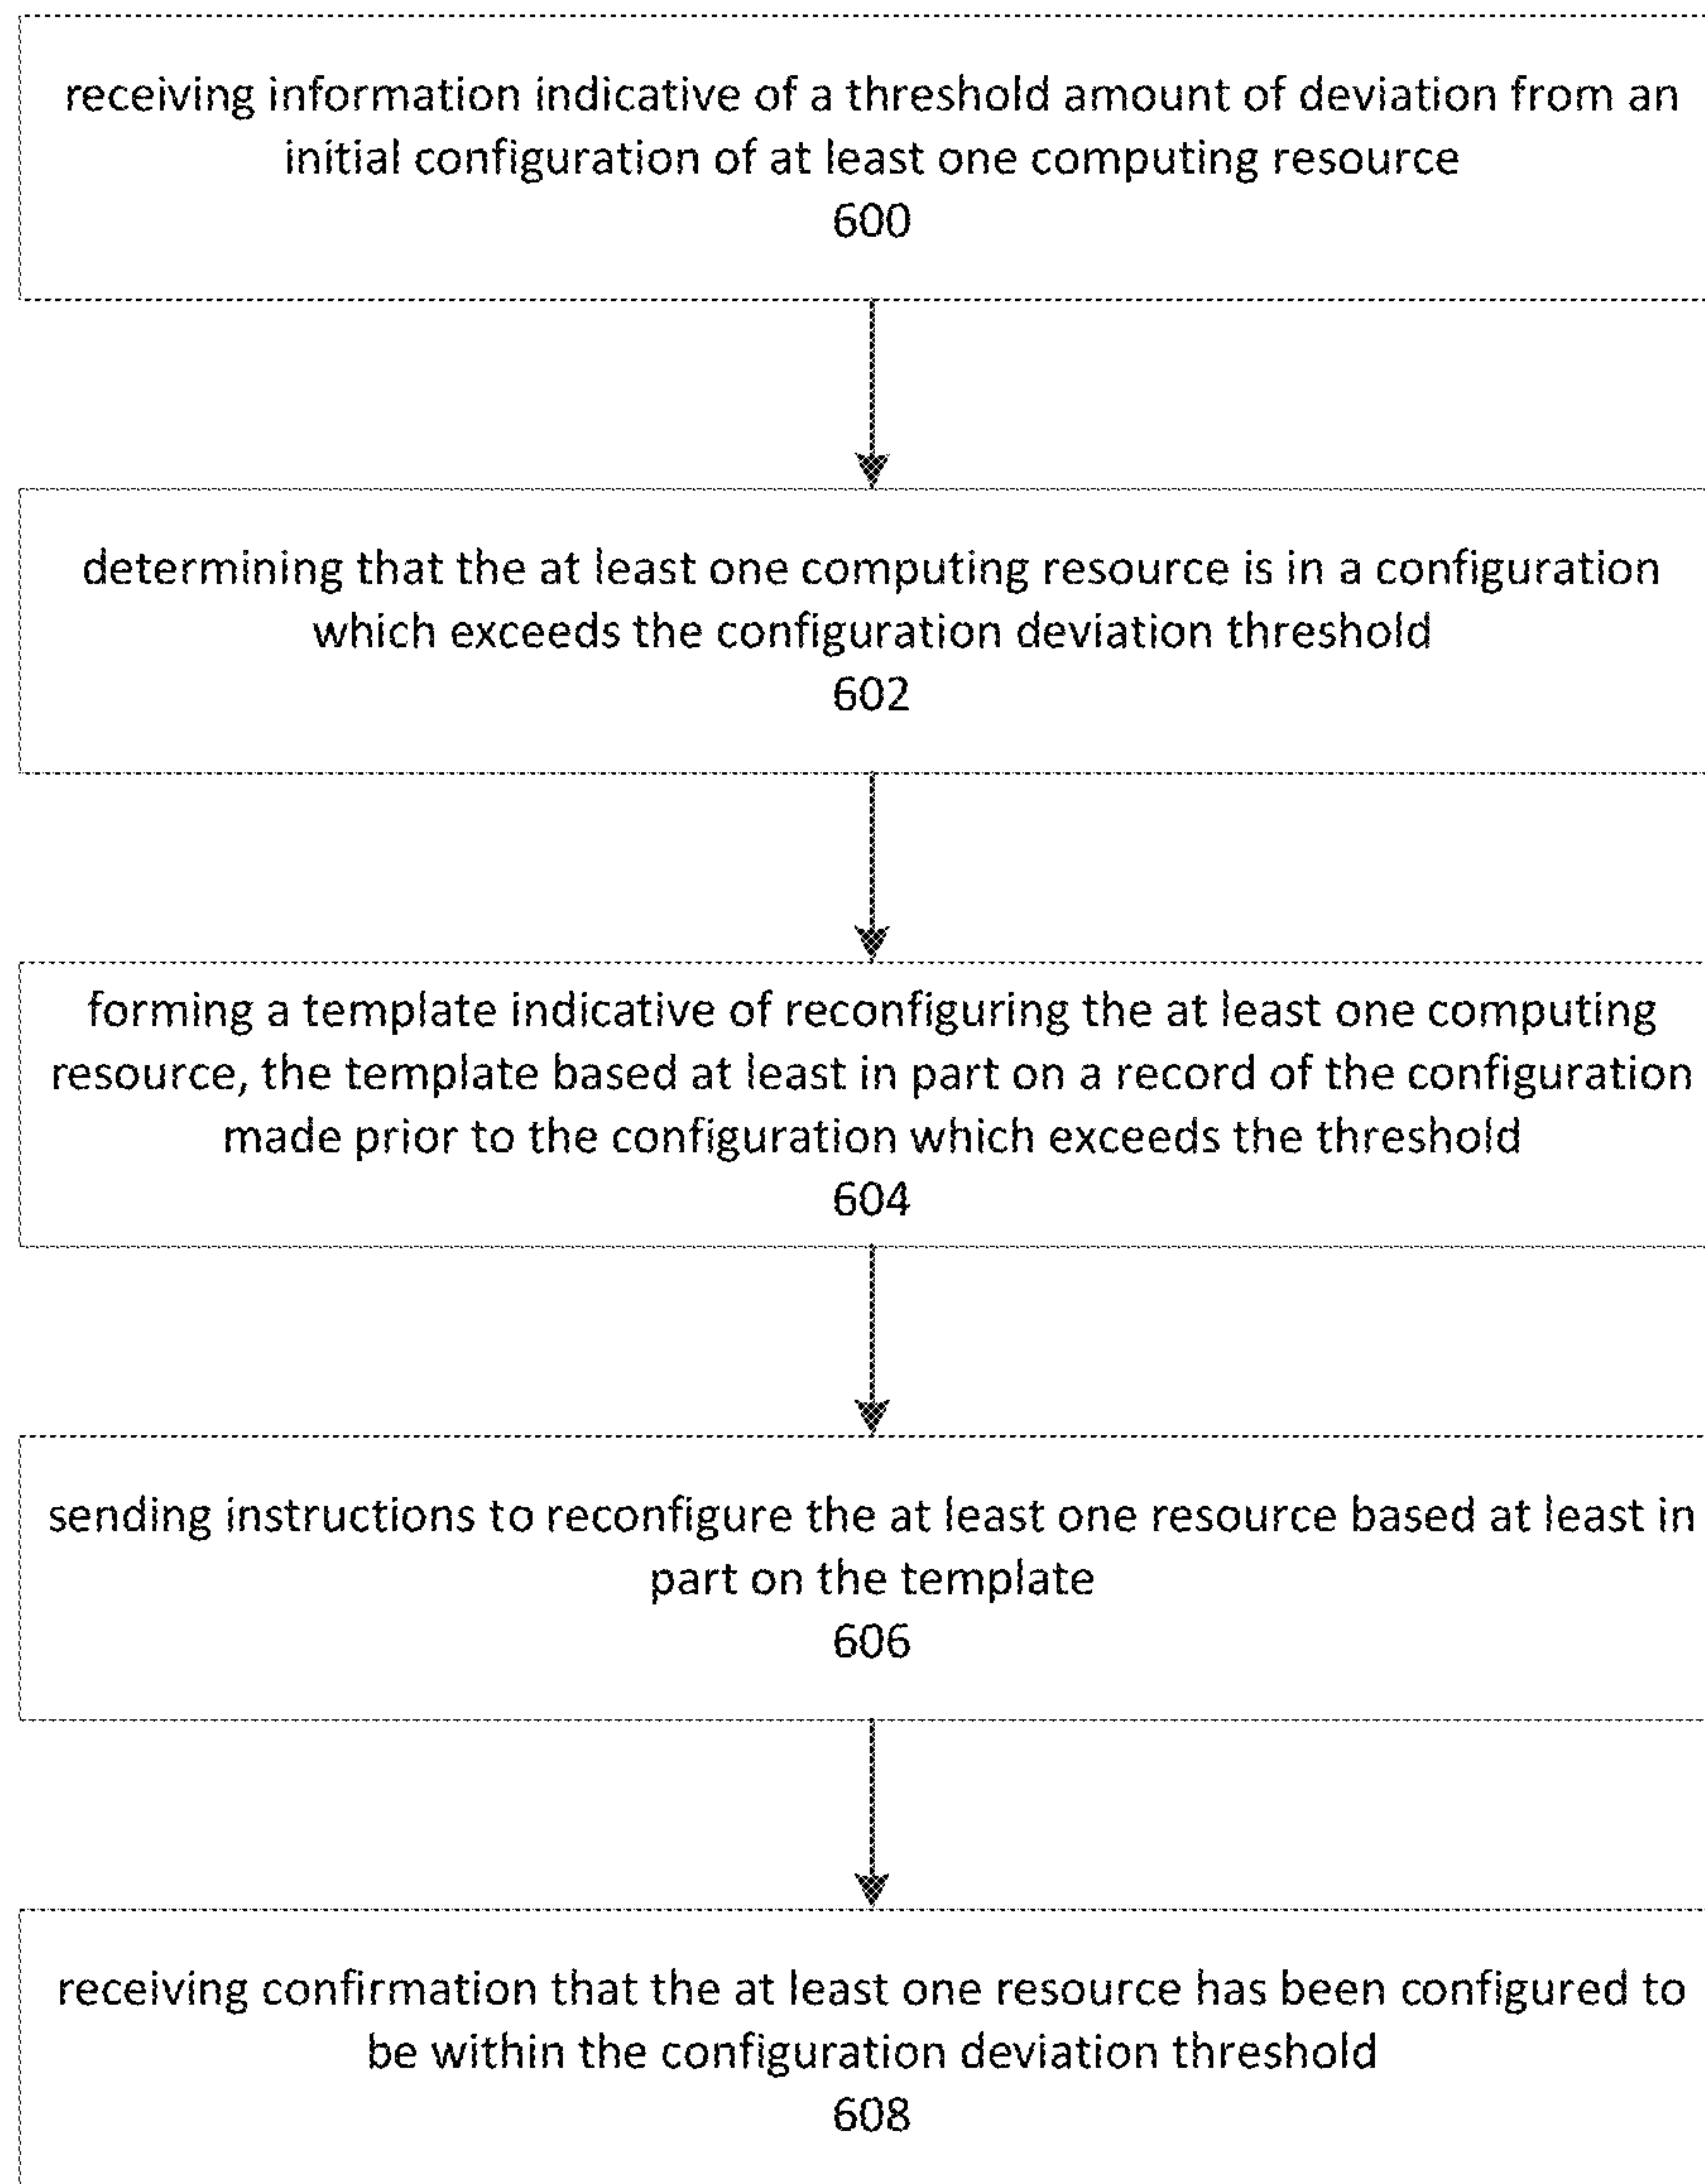 receiving information indicative of a threshold amount of deviation from an
initial configuration of at least one computing resource
600
determining that the at least one computing resource is in a configuration
which exceeds the configuration deviation threshold
602
forming a template indicative of reconfiguring the at least one computing
resource, the template based at least in part on a record of the configuration
made prior to the configuration which exceeds the threshold
604
sending instructions to reconfigure the at least one resource based at least in
part on the template
606
receiving confirmation that the at least one resource has been configured to
be within the configuration deviation threshold
608